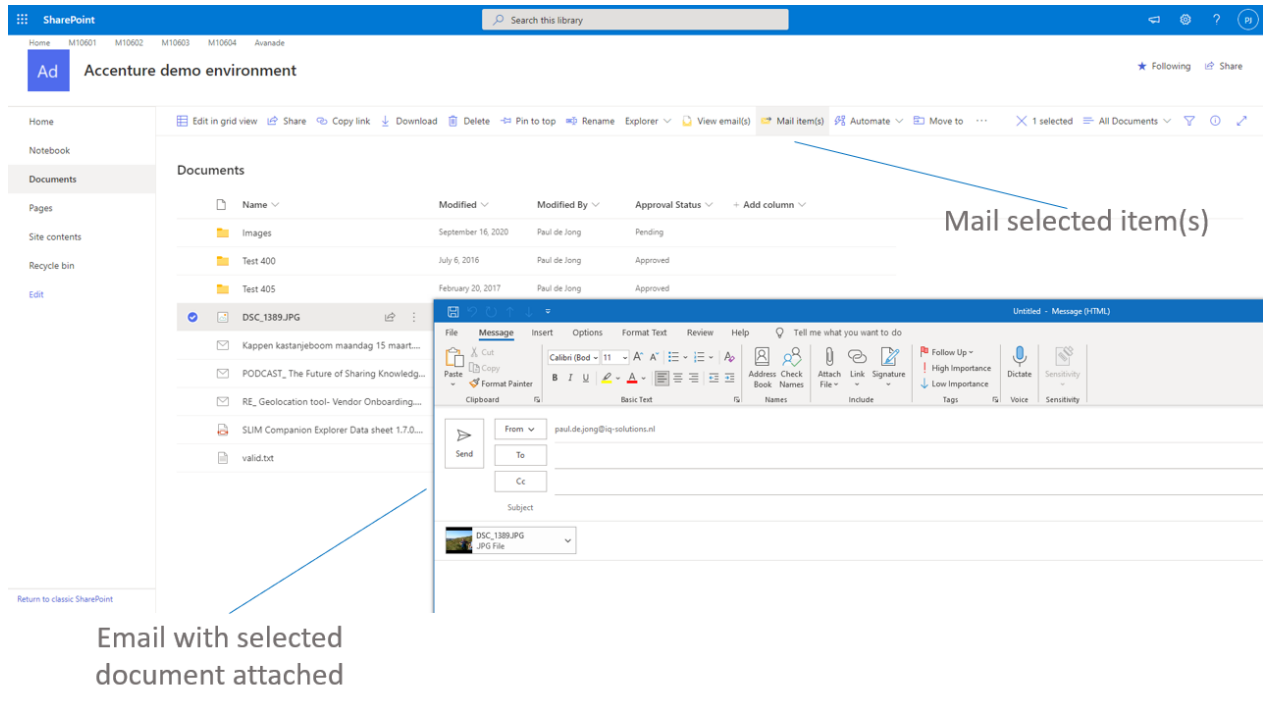 SharePoint
Search this library
PJ
Home M10601 M10602 M10603 M10604 Avanade
Ad
Accenture demo environment
Following Share
Home
Notebook
Documents
Pages
Site contents
Recycle bin
Edit
Return to classic SharePoint
Edit in grid view Share Copy link Download Delete Pin to top Rename Explorer View email(s) Mail item(s) Automate Move to ··· 1 selected All Documents
Documents
Name Modified Modified By Approval Status + Add column
Images September 16, 2020 Paul de Jong Pending
Test 400 July 6, 2016 Paul de Jong Approved
Test 405 February 20, 2017 Paul de Jong Approved
DSC_1389.JPG
Kappen kastanjeboom maandag 15 maart....
PODCAST_ The Future of Sharing Knowledg...
RE_ Geolocation tool- Vendor Onboarding....
SLIM Companion Explorer Data sheet 1.7.0....
valid.txt
Mail selected item(s)
Untitled - Message (HTML)
File Message Insert Options Format Text Review Help Tell me what you want to do
Paste
Cut
Copy
Format Painter
Clipboard
Calibri (Bod 11 A A
B I U A
Basic Text
Address Book
Check Names
Names
Attach File
Link
Signature
Include
Follow Up
High Importance
Low Importance
Tags
Dictate
Voice
Sensitivity
Sensitivity
Send
From paul.de.jong@iq-solutions.nl
To
Cc
Subject
DSC_1389.JPG
JPG File
Email with selected
document attached